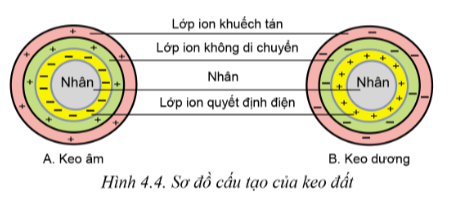 Lớp ion khuếch tán
Lớp ion không di chuyển
Nhân
Nhân
Nhân
Lớp ion quyết định điện
A. Keo âm
B. Keo dương
Hình 4.4. Sơ đồ cấu tạo của keo đất